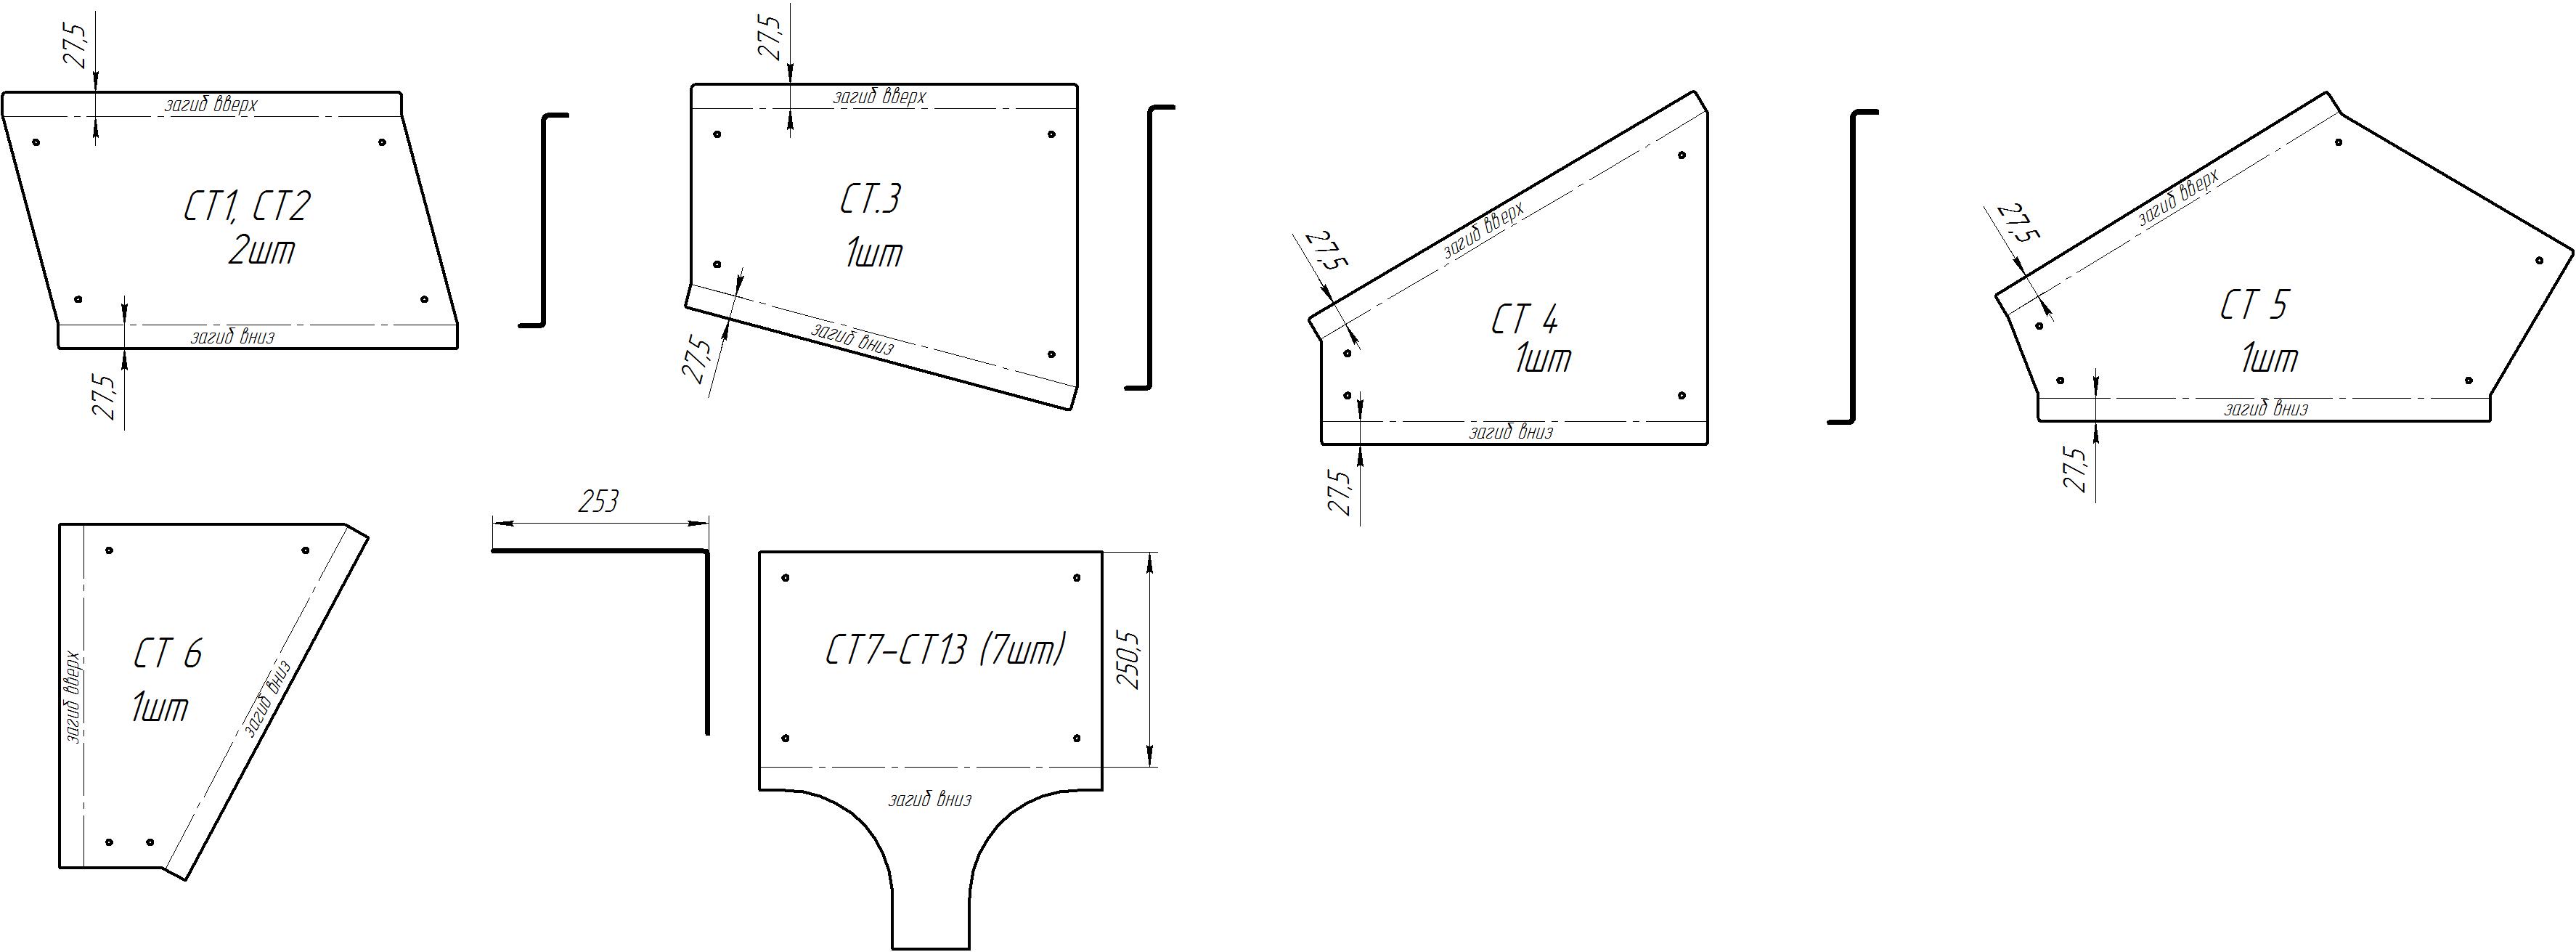 27,5
загиб вверх
СТ1, СТ2
2шт
загиб вниз
27,5
27,5
загиб вверх
СТ.3
1шт
загиб вниз
27,5
загиб вверх
27,5
СТ 4
1шт
загиб вниз
27,5
загиб вверх
27,5
СТ 5
1шт
загиб вниз
27,5
загиб вверх
СТ 6
1шт
загиб вниз
253
СТ7-СТ13 (7шт)
250,5
загиб вниз